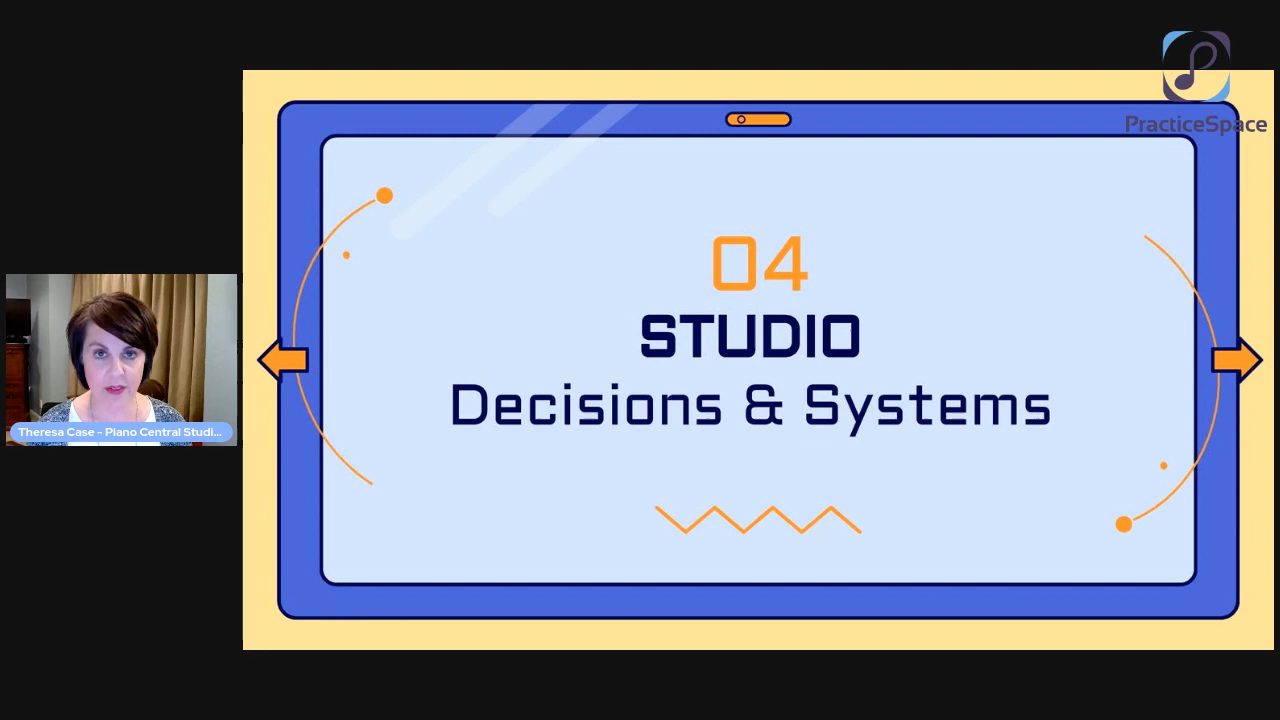 PracticeSpace
04
STUDIO
Decisions & Systems
Theresa Case - Piano Central Studi...